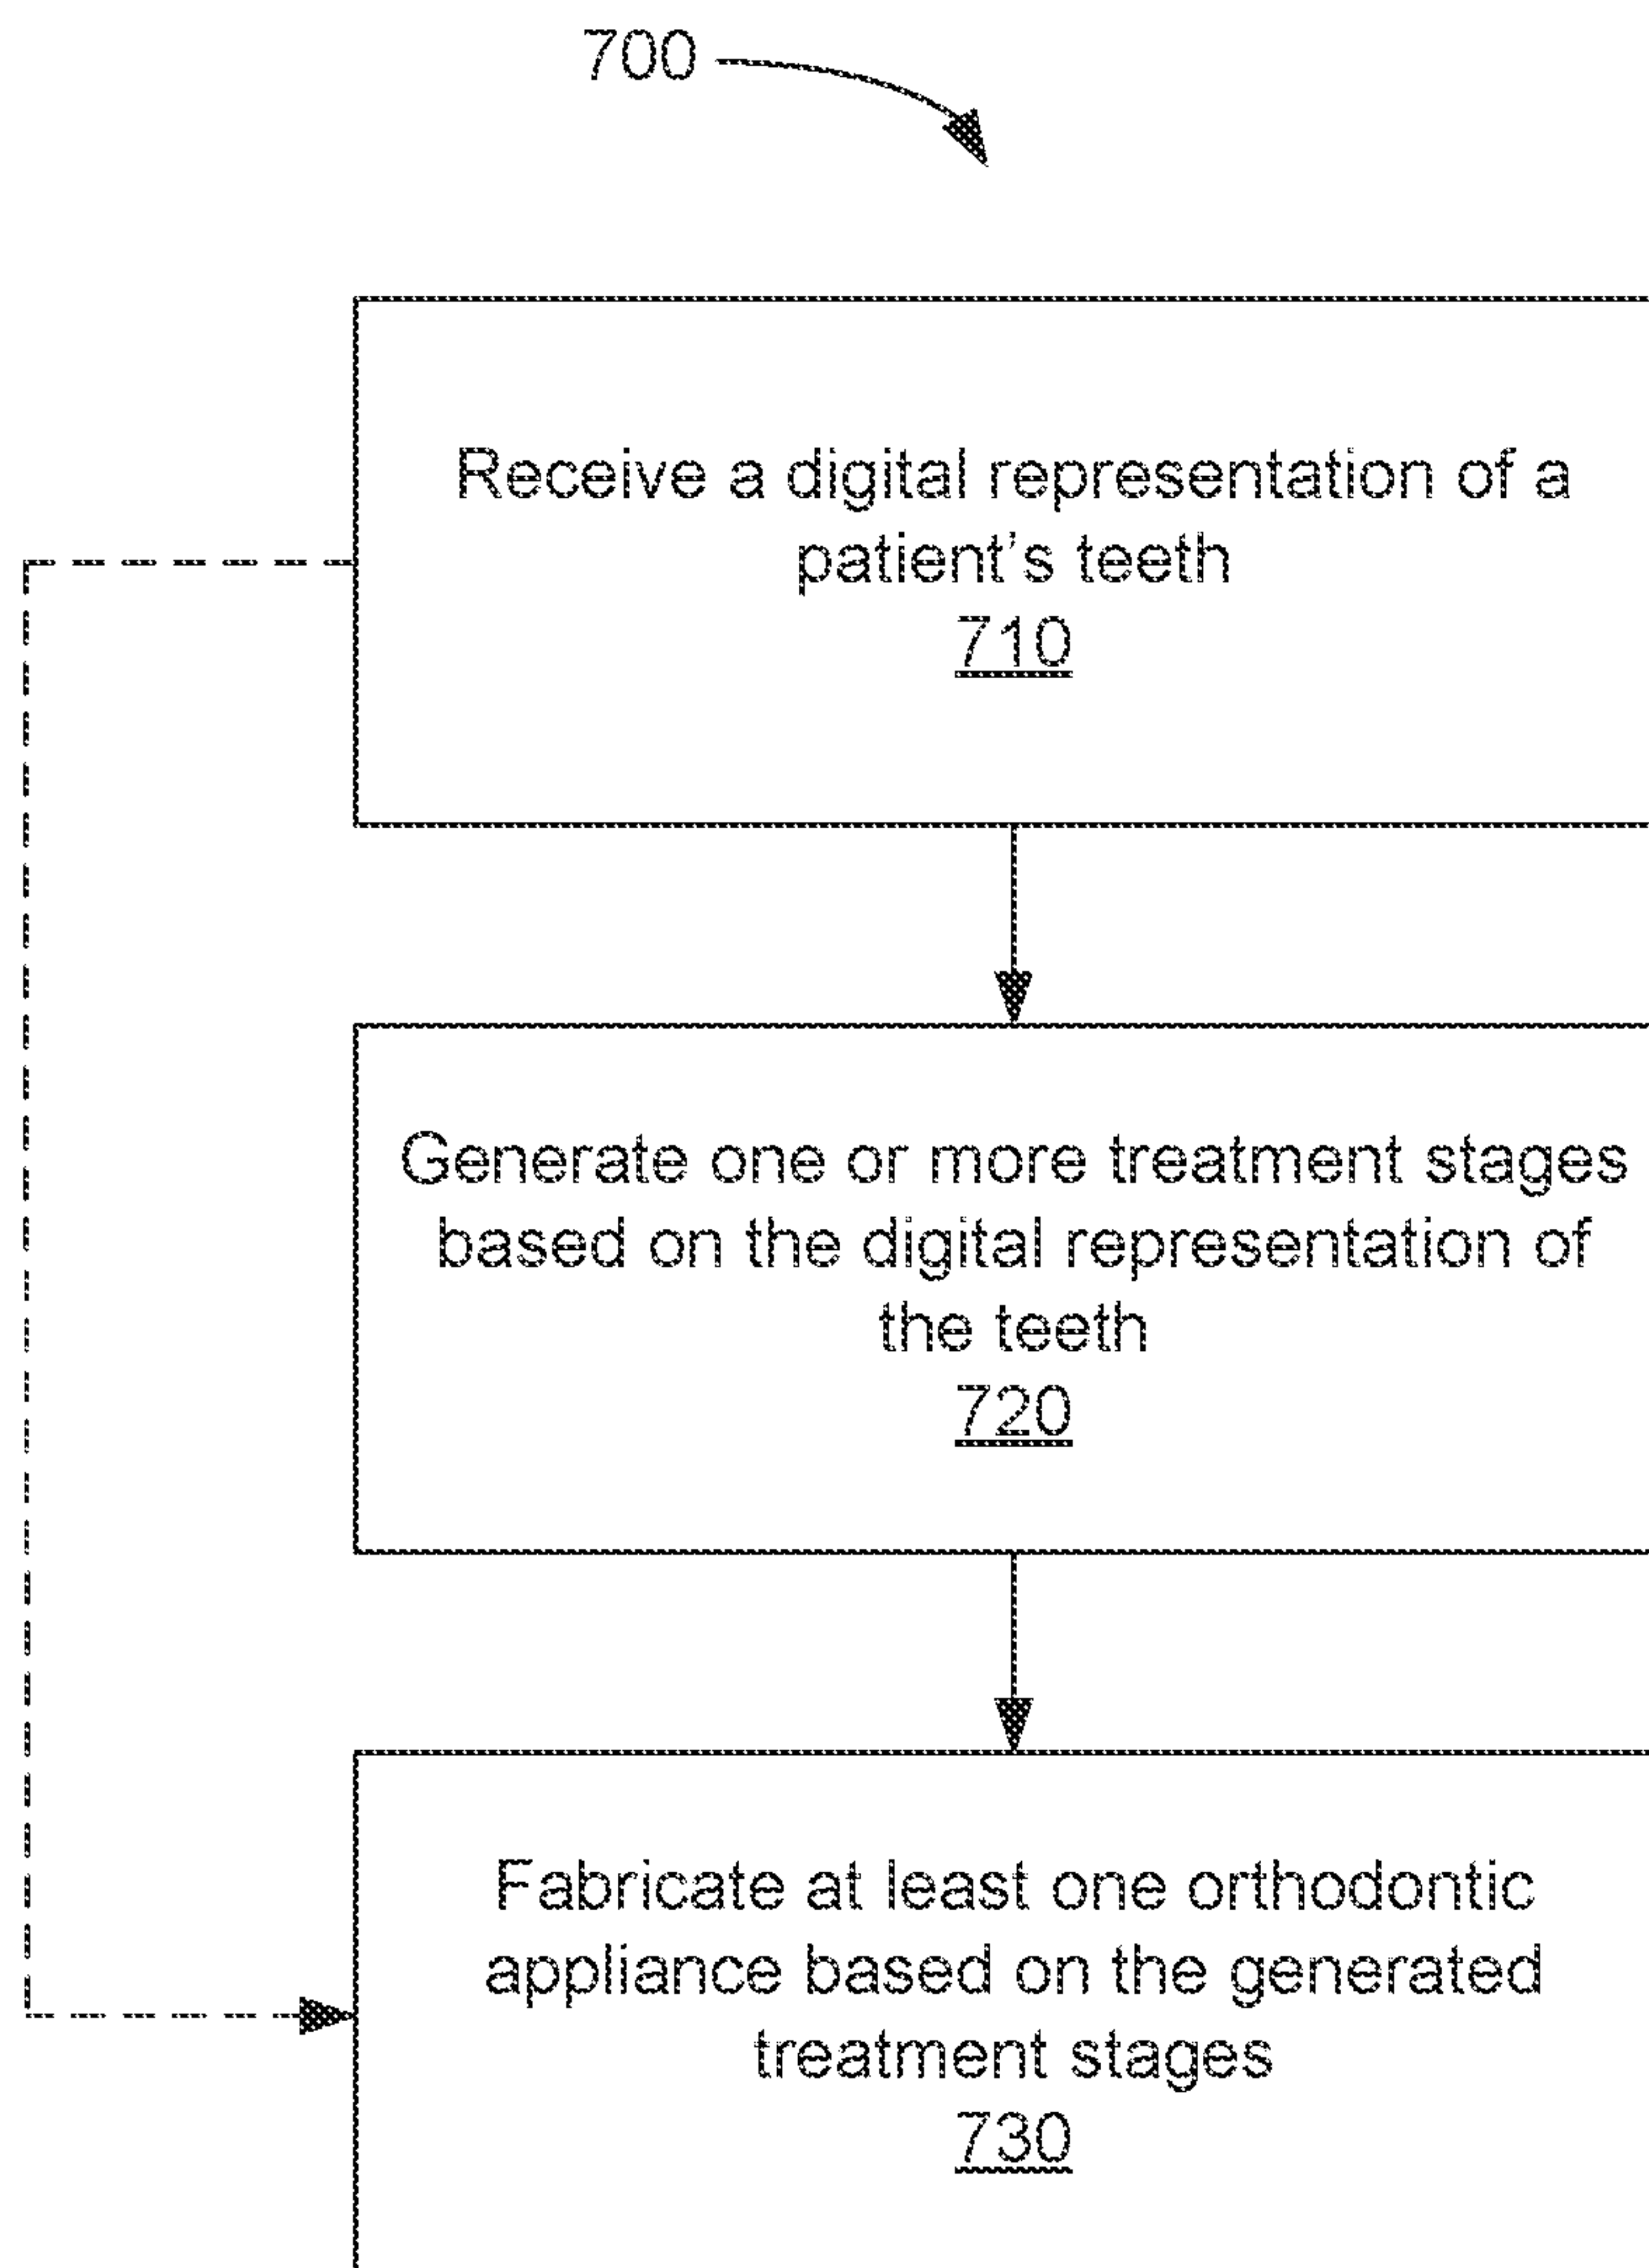 700
Receive a digital representation of a
patient's teeth
710
Generate one or more treatment stages
based on the digital representation of
the teeth
720
Fabricate at least one orthodontic
appliance based on the generated
treatment stages
730